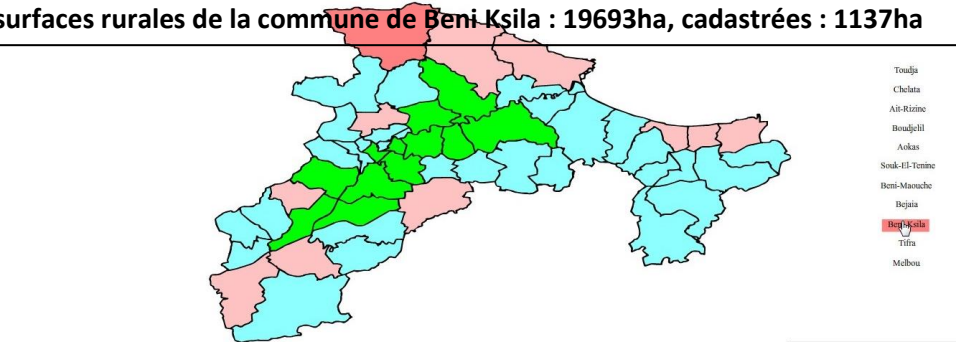 surfaces rurales de la commune de Beni Ksila : 19693ha, cadastrées : 1137ha
Toudja
Chelata
Ait-Rizine
Boudjelil
Aokas
Souk-El-Tenine
Beni-Maouche
Bejaia
Beni-Ksila
Tifra
Melbou